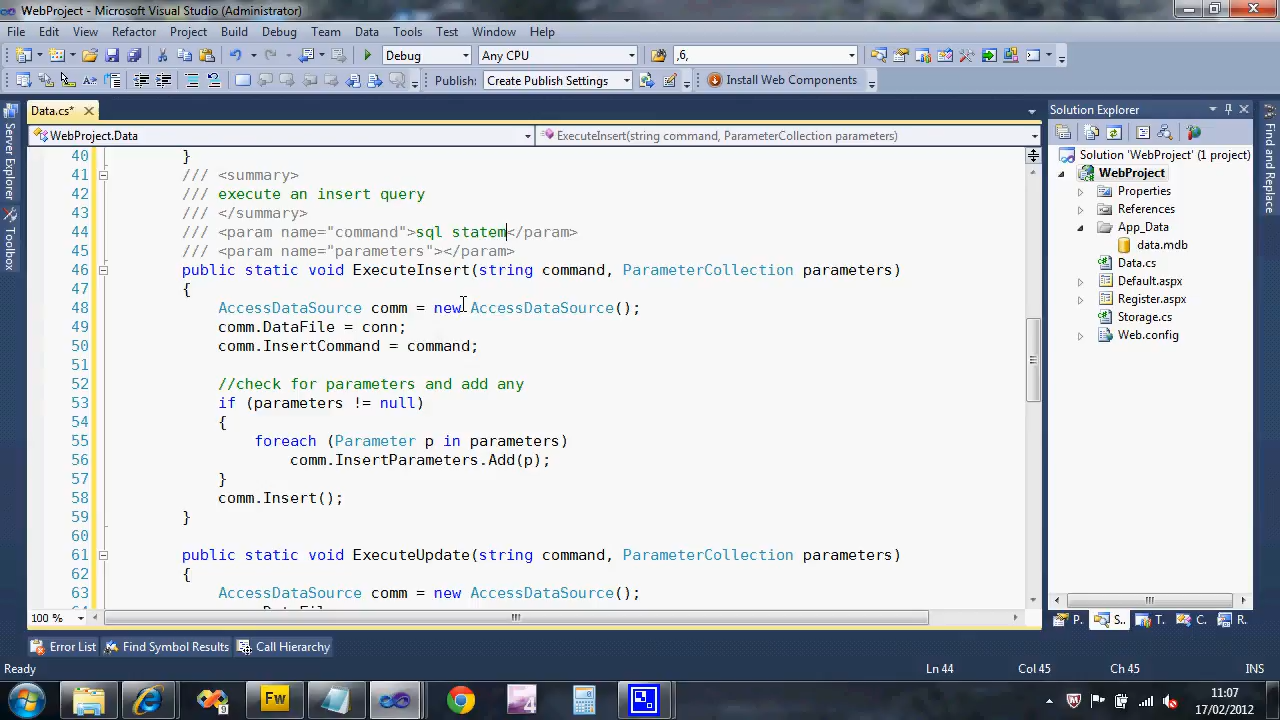 WebProject - Microsoft Visual Studio (Administrator)
File Edit View Refactor Project Build Debug Team Data Tools Test Window Help
Debug Any CPU ,6,
Publish: Create Publish Settings Install Web Components
Data.cs*
Solution Explorer
WebProject.Data ExecuteInsert(string command, ParameterCollection parameters)
Server Explorer
Toolbox
Find and Replace
40 }
41 /// <summary>
42 /// execute an insert query
43 /// </summary>
44 /// <param name="command">sql statem</param>
45 /// <param name="parameters"></param>
46 public static void ExecuteInsert(string command, ParameterCollection parameters)
47 {
48 AccessDataSource comm = new AccessDataSource();
49 comm.DataFile = conn;
50 comm.InsertCommand = command;
51
52 //check for parameters and add any
53 if (parameters != null)
54 {
55 foreach (Parameter p in parameters)
56 comm.InsertParameters.Add(p);
57 }
58 comm.Insert();
59 }
60
61 public static void ExecuteUpdate(string command, ParameterCollection parameters)
62 {
63 AccessDataSource comm = new AccessDataSource();
Solution 'WebProject' (1 project)
WebProject
Properties
References
App_Data
data.mdb
Data.cs
Default.aspx
Register.aspx
Storage.cs
Web.config
100 %
P. S.. T. C. R.
Error List Find Symbol Results Call Hierarchy
Ready Ln 44 Col 45 Ch 45 INS
Fw
4
11:07
17/02/2012